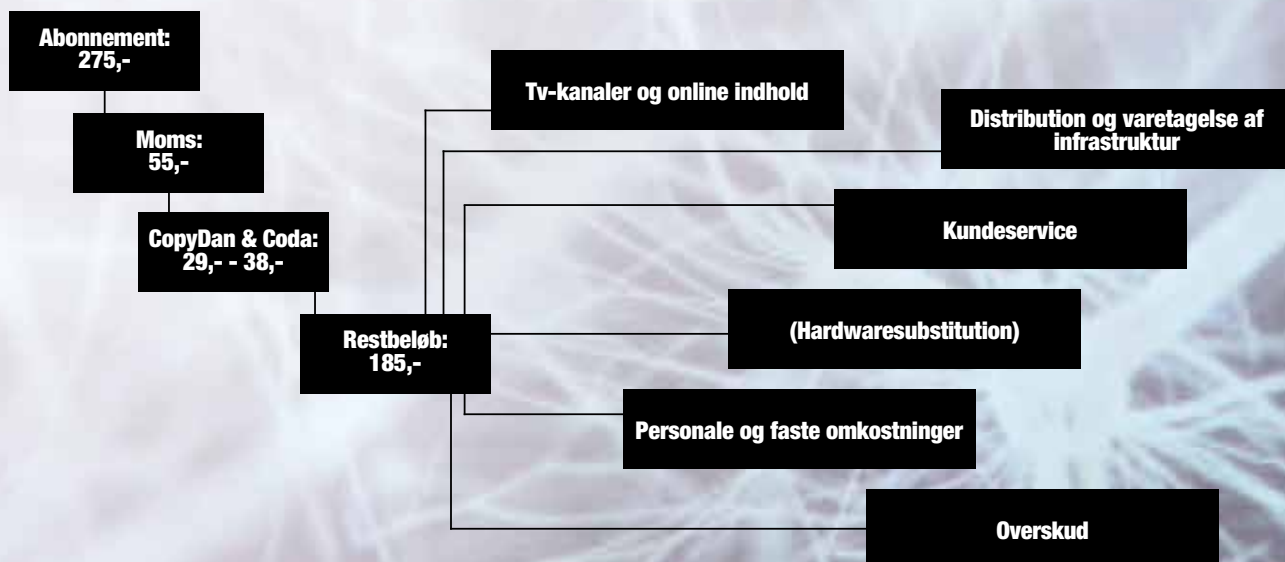 Abonnement:
275,-
Moms:
55,-
CopyDan & Coda:
29,- - 38,-
Restbeløb:
185,-
Tv-kanaler og online indhold
Distribution og varetagelse af
infrastruktur
Kundeservice
(Hardwaresubstitution)
Personale og faste omkostninger
Overskud